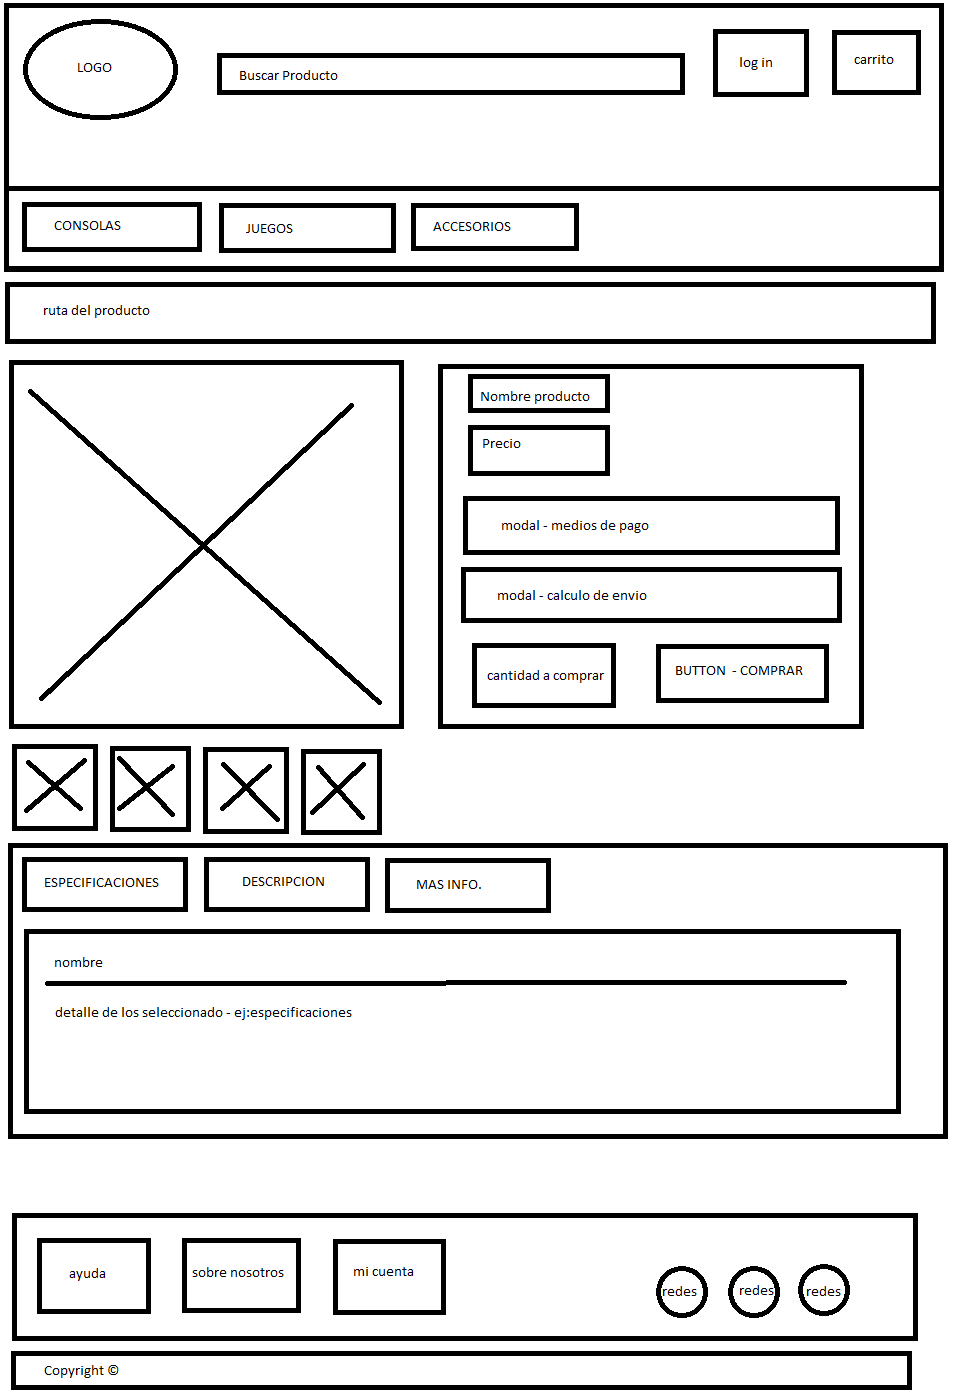 LOGO
Buscar Producto
log in
carrito
CONSOLAS
JUEGOS
ACCESORIOS
ruta del producto
Nombre producto
Precio
modal - medios de pago
modal - calculo de envio
cantidad a comprar
BUTTON  - COMPRAR
ESPECIFICACIONES
DESCRIPCION
MAS INFO.
nombre
detalle de los seleccionado - ej:especificaciones
ayuda
sobre nosotros
mi cuenta
redes
redes
redes
Copyright ©